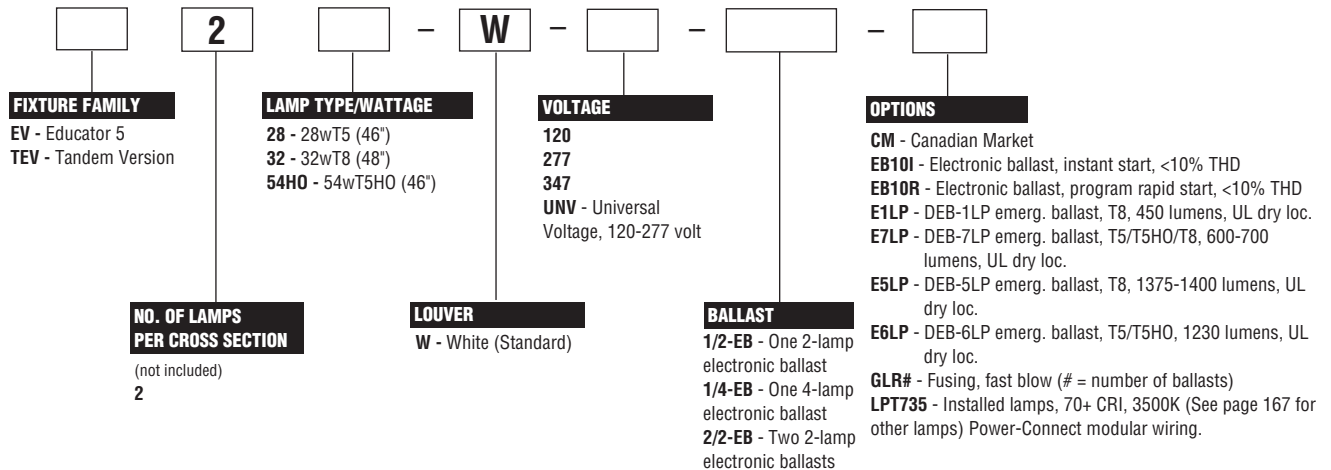 2 – W – – –
FIXTURE FAMILY
EV - Educator 5
TEV - Tandem Version
NO. OF LAMPS
PER CROSS SECTION
(not included)
2
LAMP TYPE/WATTAGE
28 - 28wT5 (46")
32 - 32wT8 (48")
54HO - 54wT5HO (46")
LOUVER
W - White (Standard)
VOLTAGE
120
277
347
UNV - Universal
Voltage, 120-277 volt
BALLAST
1/2-EB - One 2-lamp
electronic ballast
1/4-EB - One 4-lamp
electronic ballast
2/2-EB - Two 2-lamp
electronic ballasts
OPTIONS
CM - Canadian Market
EB10I - Electronic ballast, instant start, <10% THD
EB10R - Electronic ballast, program rapid start, <10% THD
E1LP - DEB-1LP emerg. ballast, T8, 450 lumens, UL dry loc.
E7LP - DEB-7LP emerg. ballast, T5/T5HO/T8, 600-700
lumens, UL dry loc.
E5LP - DEB-5LP emerg. ballast, T8, 1375-1400 lumens, UL
dry loc.
E6LP - DEB-6LP emerg. ballast, T5/T5HO, 1230 lumens, UL
dry loc.
GLR# - Fusing, fast blow (# = number of ballasts)
LPT735 - Installed lamps, 70+ CRI, 3500K (See page 167 for
other lamps) Power-Connect modular wiring.